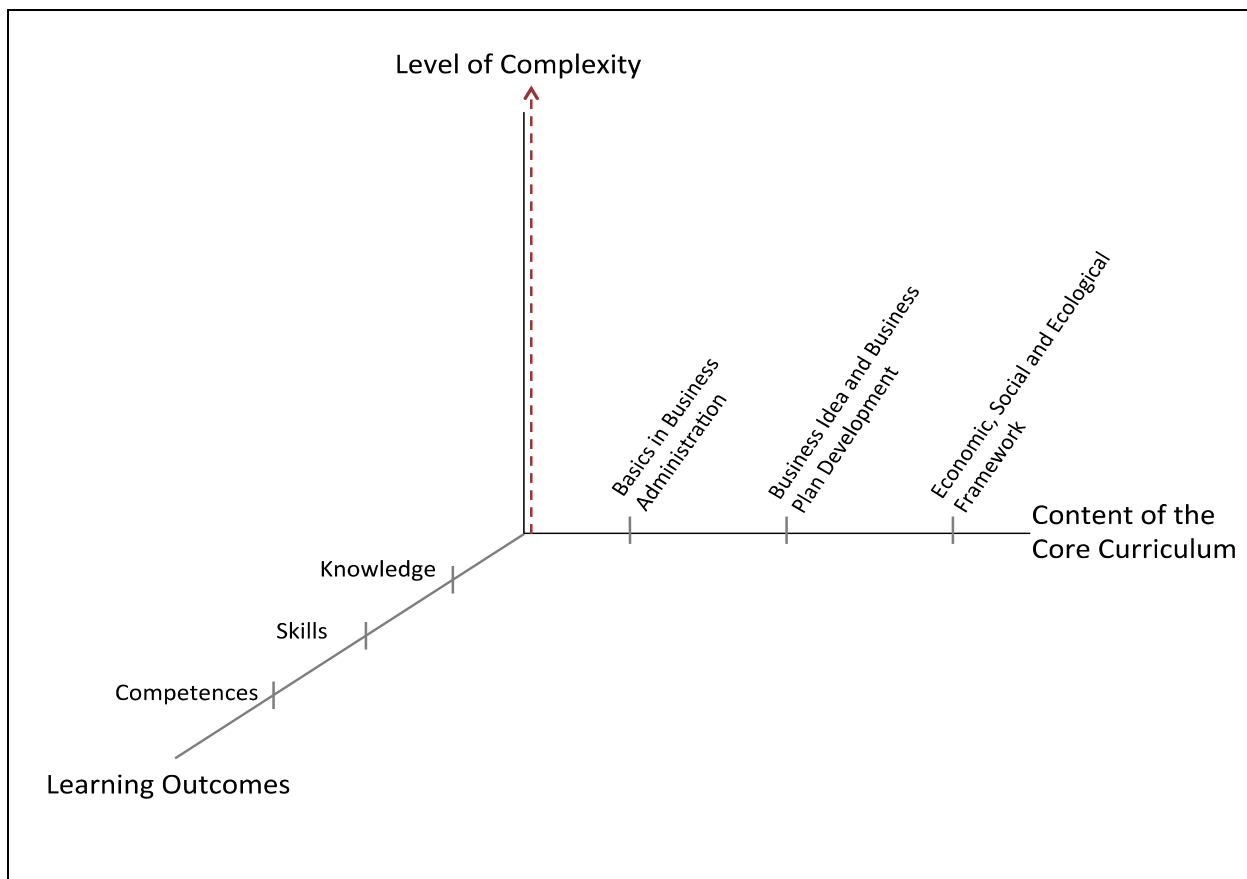 Level of Complexity
Basics in Business
Administration
Business Idea and Business
Plan Development
Economic, Social and Ecological
Framework
Content of the
Core Curriculum
Knowledge
Skills
Competences
Learning Outcomes